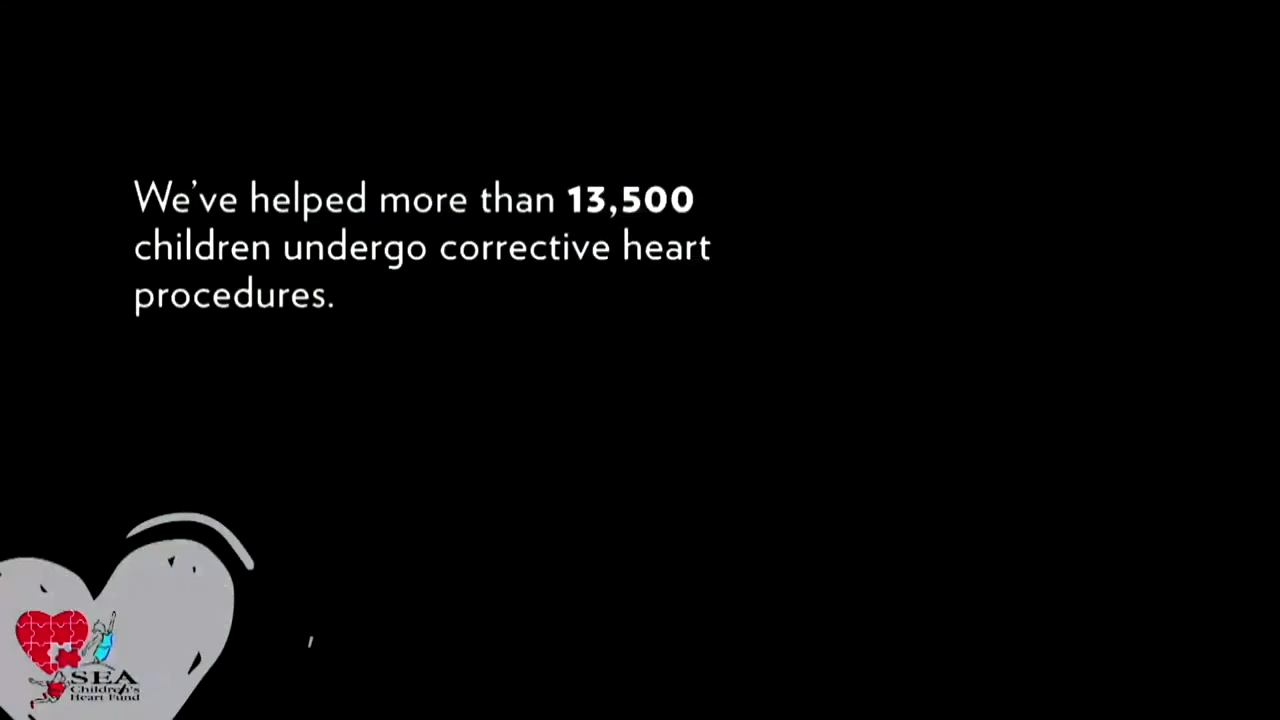 We've helped more than 13,500
children undergo corrective heart
procedures.
SEA
Children's
Heart Fund